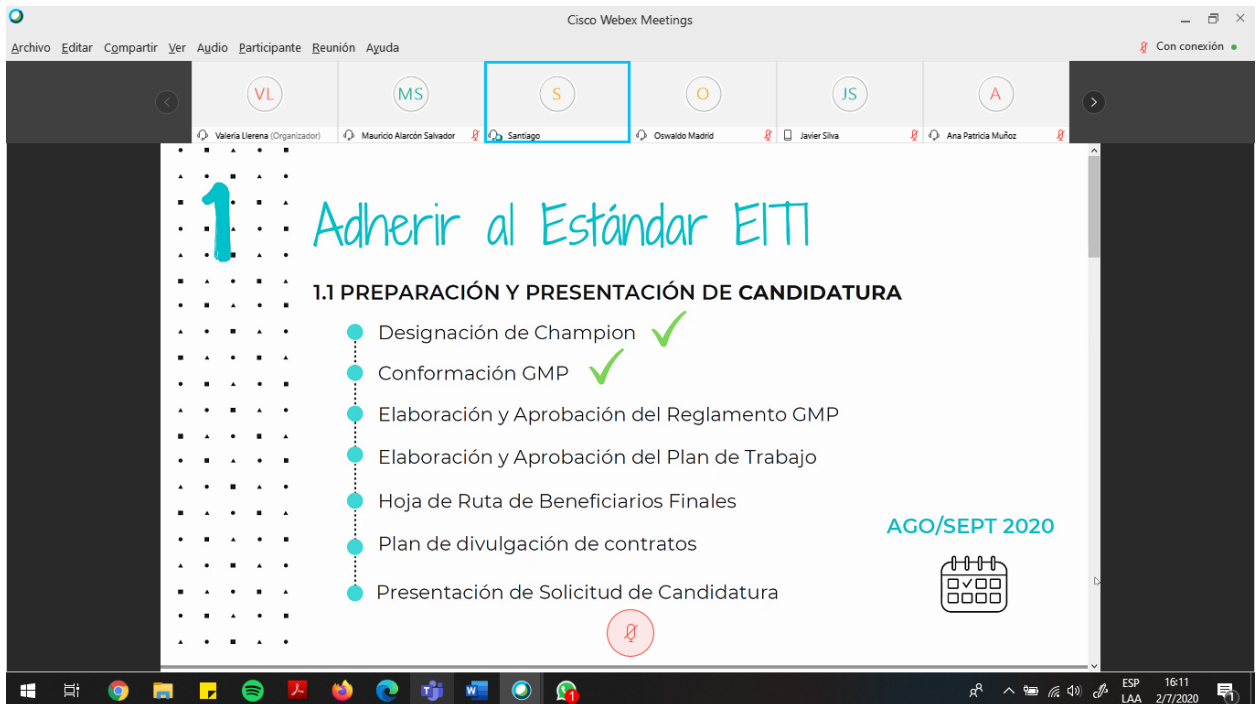 Cisco Webex Meetings
Archivo Editar Compartir Ver Audio Participante Reunión Ayuda
Con conexión
VL
MS
S
O
JS
A
Valeria Llerena (Organizador)
Mauricio Alarcón Salvador
Santiago
Oswaldo Madrid
Javier Silva
Ana Patricia Muñoz
1
Adherir al Estándar EITI
1.1 PREPARACIÓN Y PRESENTACIÓN DE CANDIDATURA
Designación de Champion
Conformación GMP
Elaboración y Aprobación del Reglamento GMP
Elaboración y Aprobación del Plan de Trabajo
Hoja de Ruta de Beneficiarios Finales
Plan de divulgación de contratos
Presentación de Solicitud de Candidatura
AGO/SEPT 2020
ESP
LAA
16:11
2/7/2020